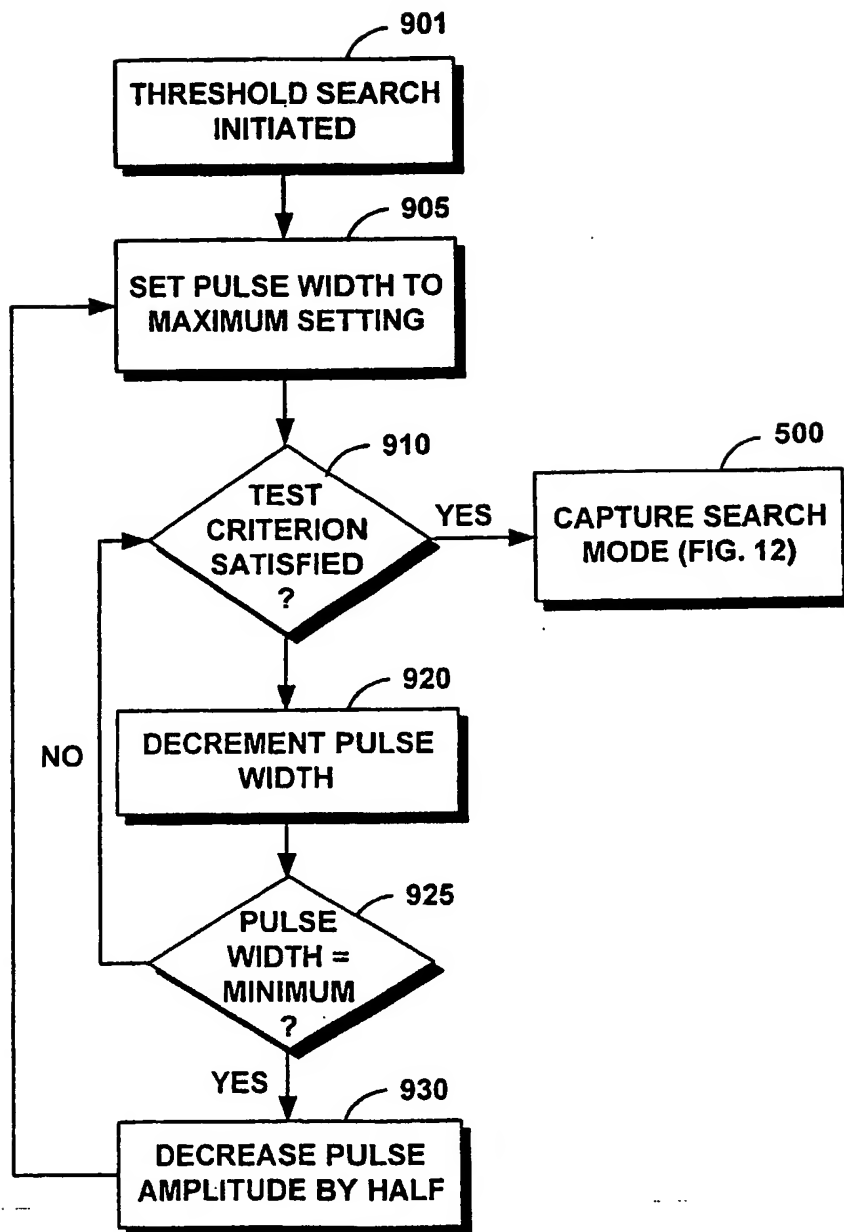 901
THRESHOLD SEARCH
INITIATED
905
SET PULSE WIDTH TO
MAXIMUM SETTING
910
TEST
CRITERION
SATISFIED
?
YES
500
CAPTURE SEARCH
MODE (FIG. 12)
920
DECREMENT PULSE
WIDTH
NO
925
PULSE
WIDTH =
MINIMUM
?
YES
930
DECREASE PULSE
AMPLITUDE BY HALF